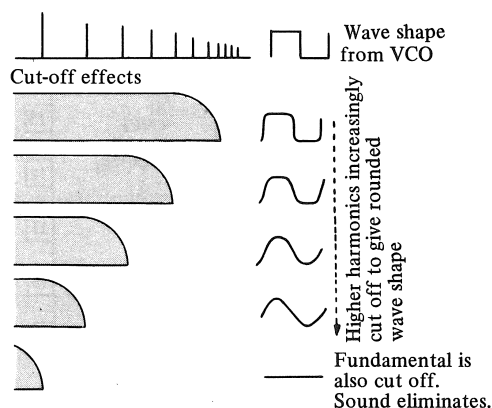 Wave shape
from VCO
Cut-off effects
Higher harmonics increasingly
cut off to give rounded
wave shape
Fundamental is
also cut off.
Sound eliminates.